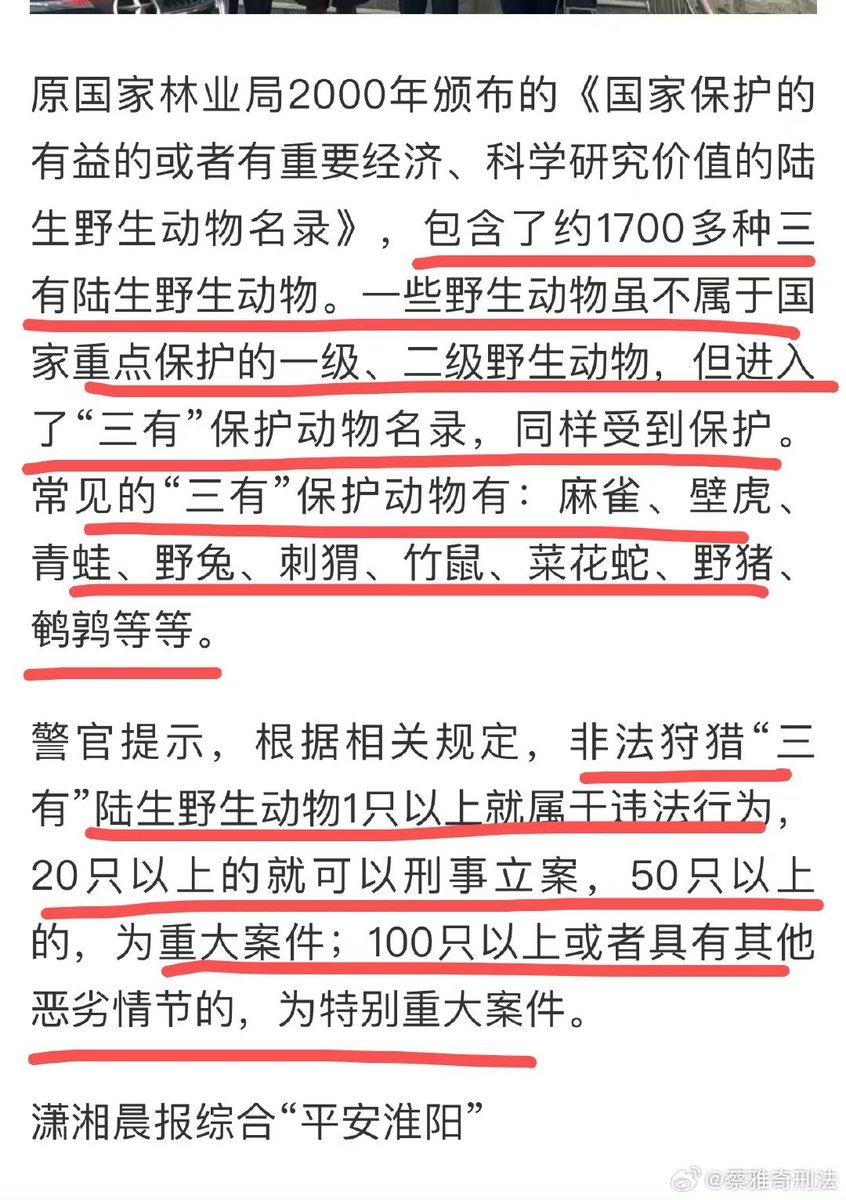 原国家林业局2000年颁布的《国家保护的
有益的或者有重要经济、科学研究价值的陆
生野生动物名录》，包含了约1700多种三
有陆生野生动物。一些野生动物虽不属于国
家重点保护的一级、二级野生动物，但进入
了“三有”保护动物名录，同样受到保护。
常见的“三有”保护动物有：麻雀、壁虎、
青蛙、野兔、刺猬、竹鼠、菜花蛇、野猪、
鹌鹑等等。
警官提示，根据相关规定，非法狩猎“三
有”陆生野生动物1只以上就属于违法行为，
20只以上的就可以刑事立案，50只以上
的，为重大案件；100只以上或者具有其他
恶劣情节的，为特别重大案件。
潇湘晨报综合“平安淮阳”
@蔡雅奇刑法